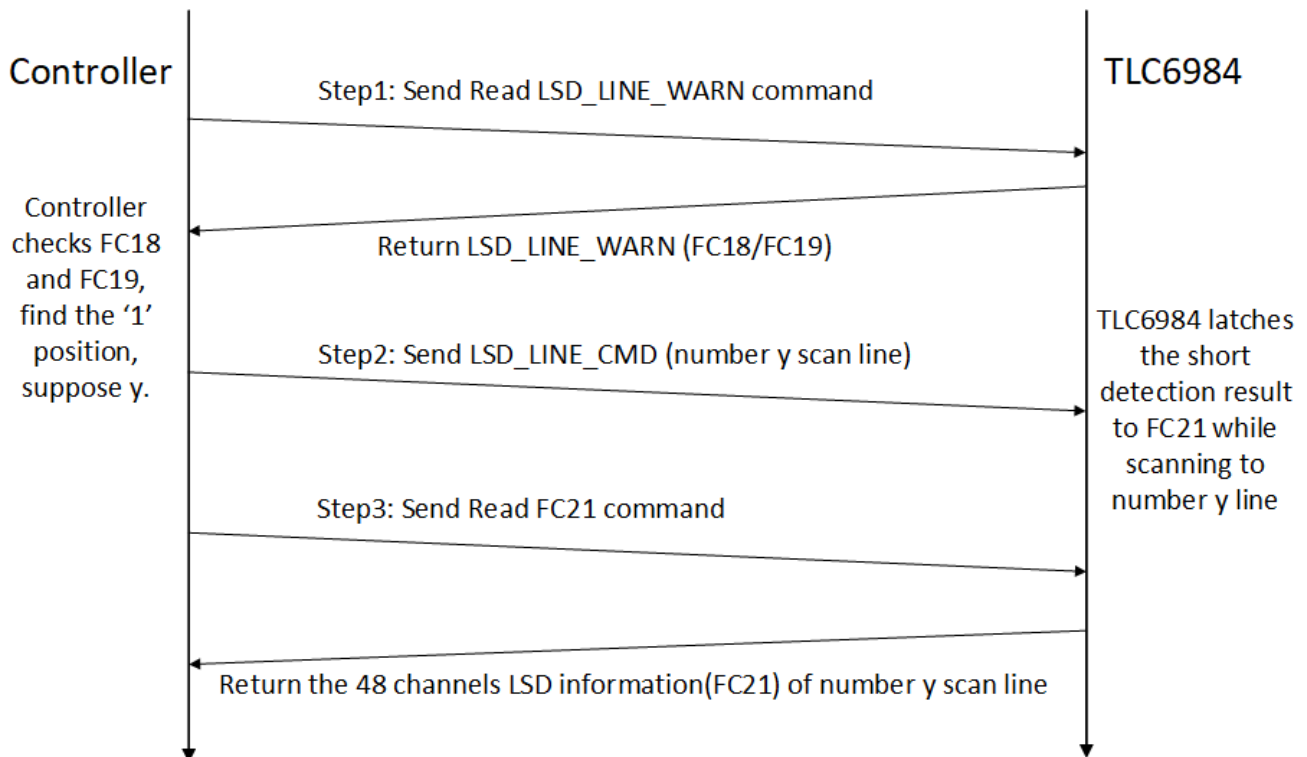 Controller
TLC6984
Step1: Send Read LSD_LINE_WARN command
Return LSD_LINE_WARN (FC18/FC19)
Controller
checks FC18
and FC19,
find the ‘1’
position,
suppose y.
Step2: Send LSD_LINE_CMD (number y scan line)
TLC6984 latches
the short
detection result
to FC21 while
scanning to
number y line
Step3: Send Read FC21 command
Return the 48 channels LSD information(FC21) of number y scan line